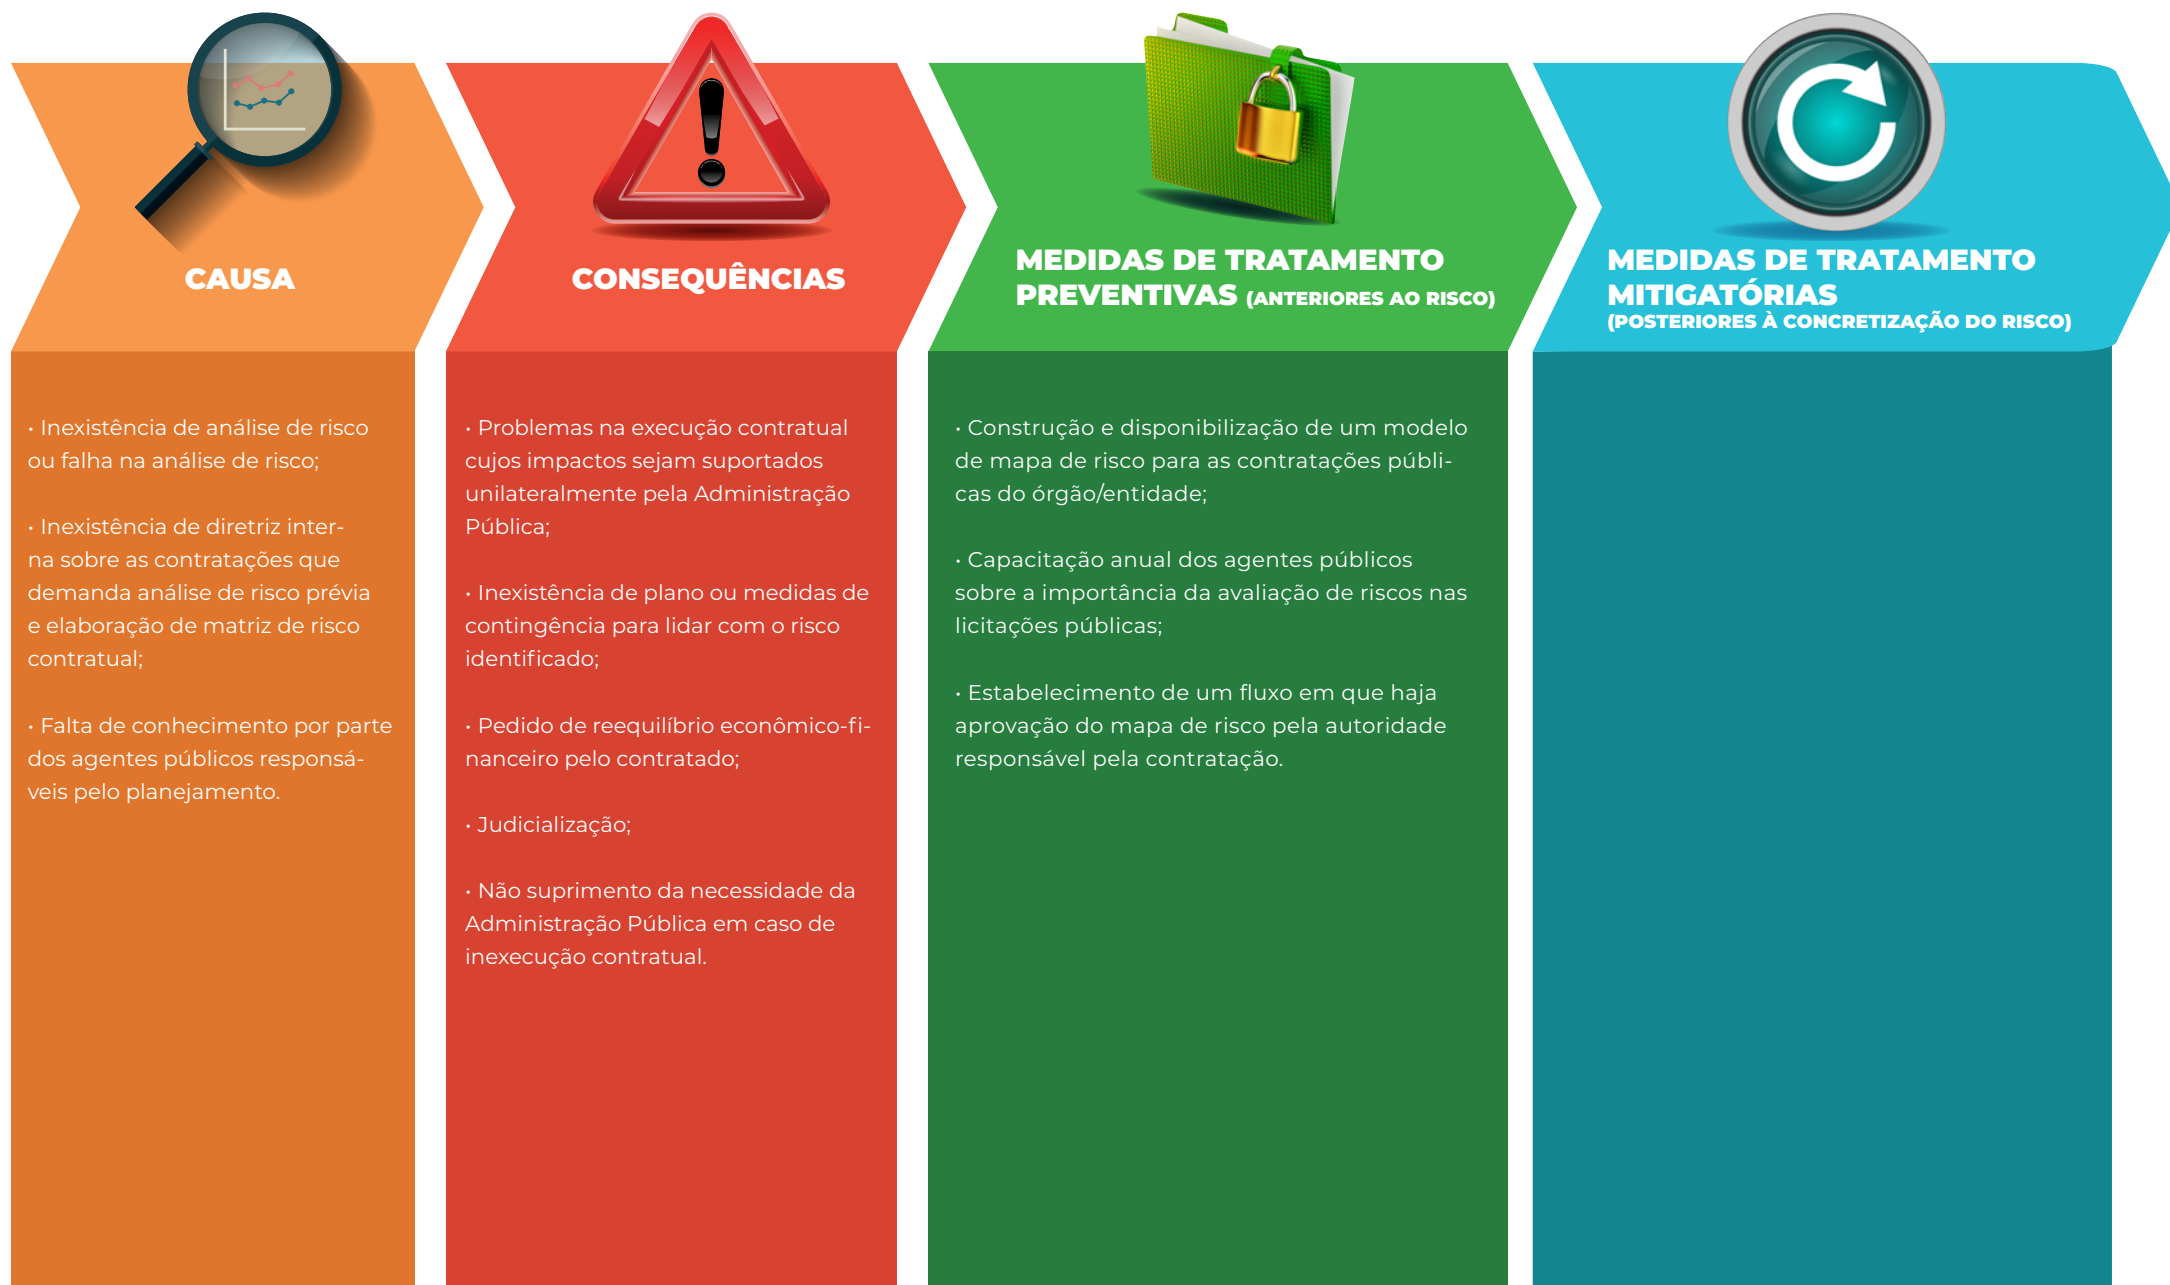 CAUSA
• Inexistência de análise de risco
ou falha na análise de risco;
• Inexistência de diretriz inter-
na sobre as contratações que
demanda análise de risco prévia
e elaboração de matriz de risco
contratual;
• Falta de conhecimento por parte
dos agentes públicos responsá-
veis pelo planejamento.
CONSEQUÊNCIAS
• Problemas na execução contratual
cujos impactos sejam suportados
unilateralmente pela Administração
Pública;
• Inexistência de plano ou medidas de
contingência para lidar com o risco
identificado;
• Pedido de reequilíbrio econômico-fi-
nanceiro pelo contratado;
• Judicialização;
• Não suprimento da necessidade da
Administração Pública em caso de
inexecução contratual.
MEDIDAS DE TRATAMENTO
PREVENTIVAS (ANTERIORES AO RISCO)
• Construção e disponibilização de um modelo
de mapa de risco para as contratações públi-
cas do órgão/entidade;
• Capacitação anual dos agentes públicos
sobre a importância da avaliação de riscos nas
licitações públicas;
• Estabelecimento de um fluxo em que haja
aprovação do mapa de risco pela autoridade
responsável pela contratação.
MEDIDAS DE TRATAMENTO
MITIGATÓRIAS
(POSTERIORES À CONCRETIZAÇÃO DO RISCO)